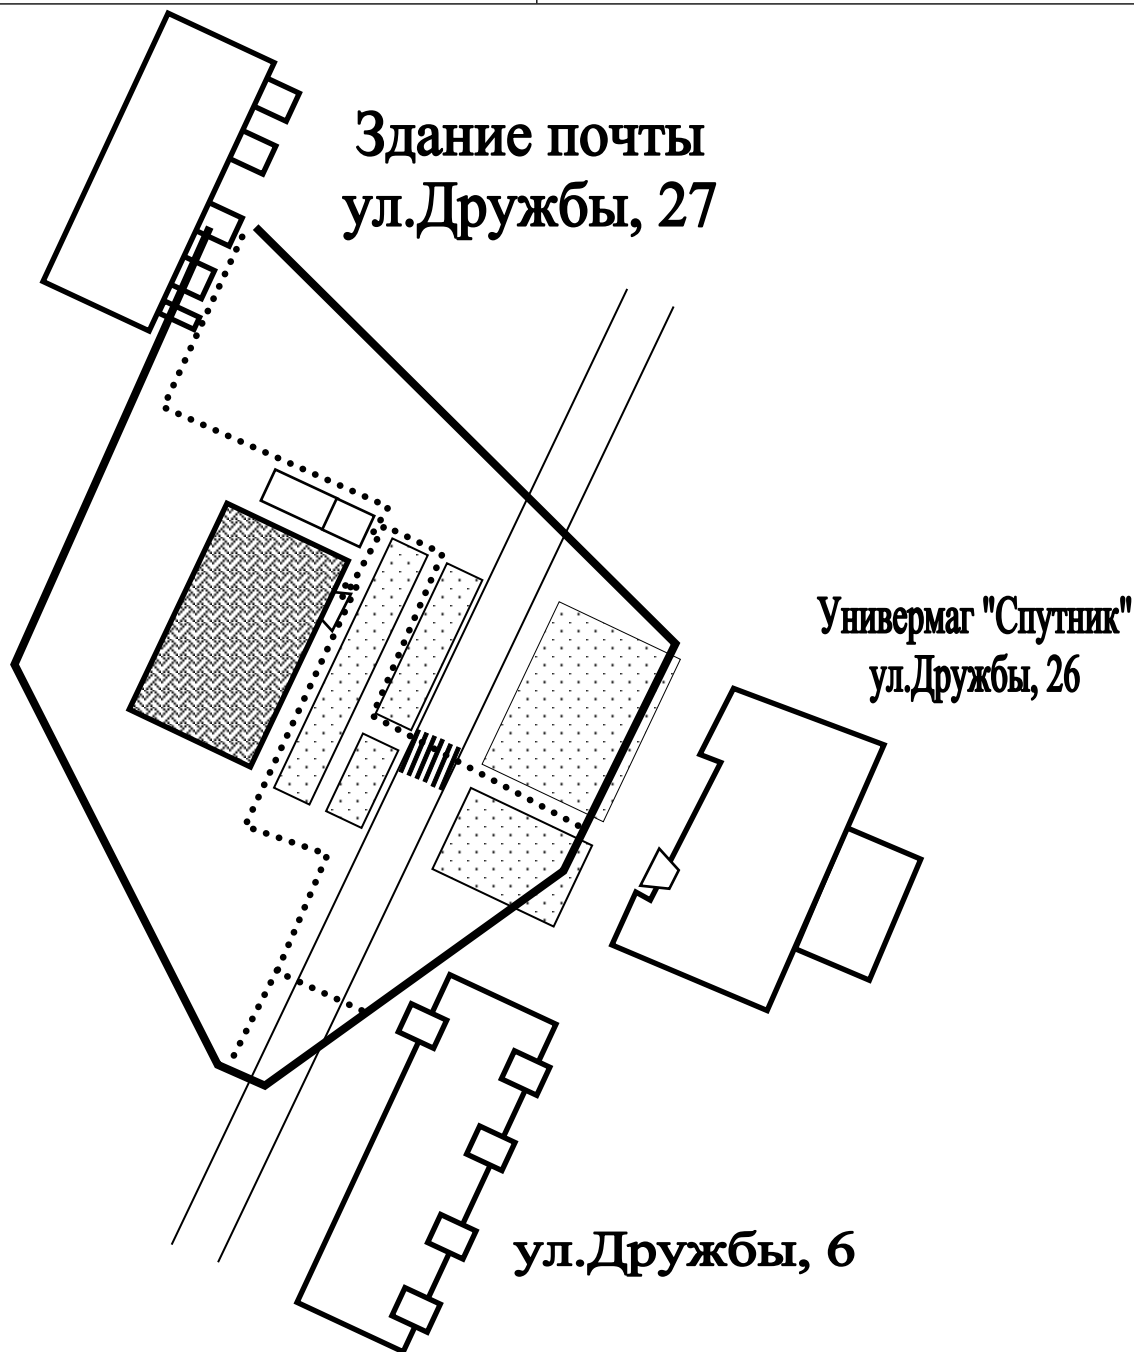 Здание почты
ул.Дружбы, 27
Универмаг "Спутник"
ул.Дружбы, 26
ул.Дружбы, 6